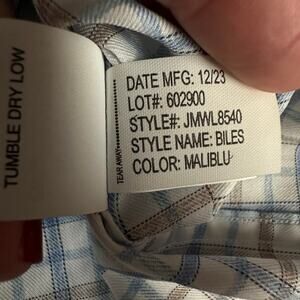 TUMBLE DRY LOW
TEAR AWAY
DATE MFG: 12/23
LOT#: 602900
STYLE#: JMWL8540
STYLE NAME: BILES
COLOR: MALIBLU